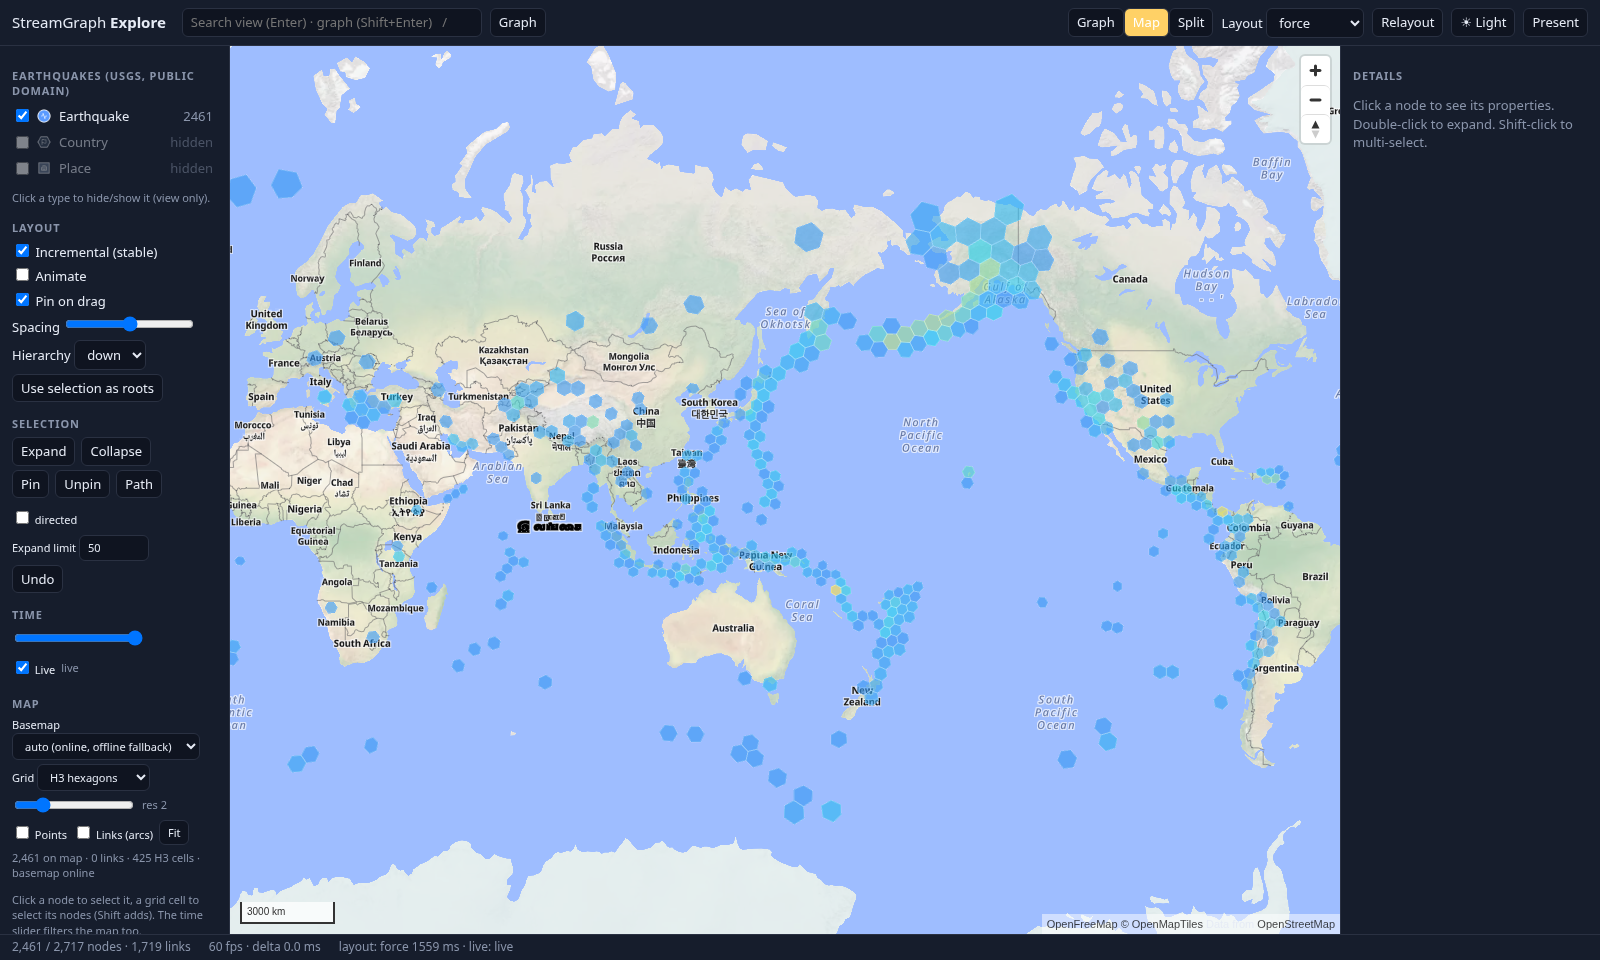 StreamGraph Explore
Search view (Enter) · graph (Shift+Enter) /
Graph
Graph
Map
Split
Layout
force
Relayout
☀ Light
Present
EARTHQUAKES (USGS, PUBLIC
DOMAIN)
Earthquake 2461
Country hidden
Place hidden
Click a type to hide/show it (view only).
LAYOUT
Incremental (stable)
Animate
Pin on drag
Spacing
Hierarchy down
Use selection as roots
SELECTION
Expand
Collapse
Pin
Unpin
Path
directed
Expand limit 50
Undo
TIME
Live live
MAP
Basemap
auto (online, offline fallback)
Grid H3 hexagons
res 2
Points
Links (arcs)
Fit
2,461 on map · 0 links · 425 H3 cells ·
basemap online
Click a node to select it, a grid cell to
select its nodes (Shift adds). The time
slider filters the map too.
Baffin
Bay
Russia
Россия
Finland
Norway
Canada
Hudson
Bay
Gulf of
Alaska
Labrado
Sea
United
Kingdom
Belarus
Беларусь
Sea of
Okhotsk
France
Austria
Kazakhstan
Қазақстан
Mongolia
Монгол Улс
Italy
Spain
Turkey
Turkmenistan
United
States
South Korea
대한민국
China
中国
Tunisia
تونس
Morocco
المغرب
Iraq
العراق
Pakistan
پاکستان
Nepal
नेपाल
North
Pacific
Ocean
Libya
ليبيا
Saudi Arabia
السعودية
Taiwan
臺灣
Mexico
Cuba
Arabian
Sea
Laos
Mali
Niger
Chad
تشاد
Philippines
Guatemala
Guinea
Nigeria
Ethiopia
ኢትዮጵያ
Sri Lanka
Liberia
Malaysia
Colombia
Guyana
Equatorial
Guinea
Kenya
Indonesia
Papua New
Guinea
Ecuador
Tanzania
Peru
Brazil
Angola
Mozambique
Coral
Sea
Bolivia
Namibia
Australia
Paraguay
South Africa
Argentina
New
Zealand
South
Pacific
Ocean
th
ntic
an
3000 km
OpenFreeMap © OpenMapTiles
OpenStreetMap
DETAILS
Click a node to see its properties.
Double-click to expand. Shift-click to
multi-select.
2,461 / 2,717 nodes · 1,719 links
60 fps · delta 0.0 ms
layout: force 1559 ms · live: live